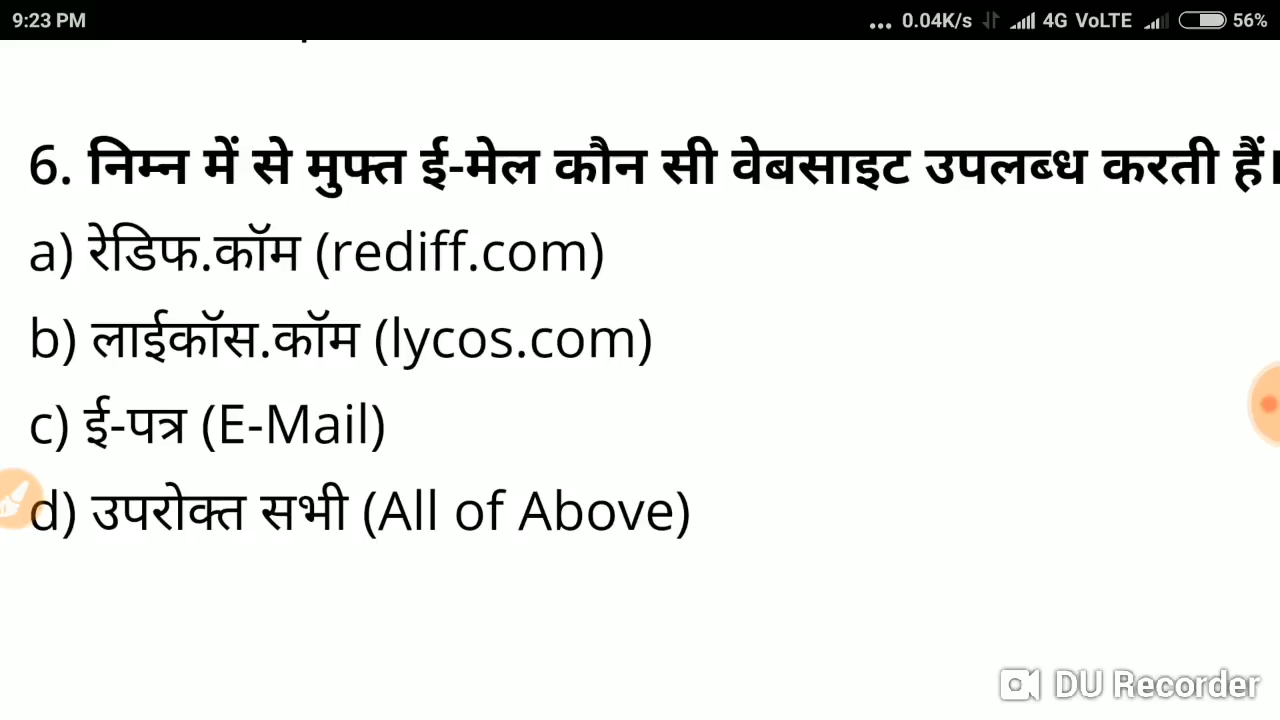 9:23 PM ... 0.04K/s 4G VoLTE 56%
6. निम्न में से मुफ्त ई-मेल कौन सी वेबसाइट उपलब्ध करती हैं।
a) रेडिफ.कॉम (rediff.com)
b) लाईकॉस.कॉम (lycos.com)
c) ई-पत्र (E-Mail)
d) उपरोक्त सभी (All of Above)
DU Recorder